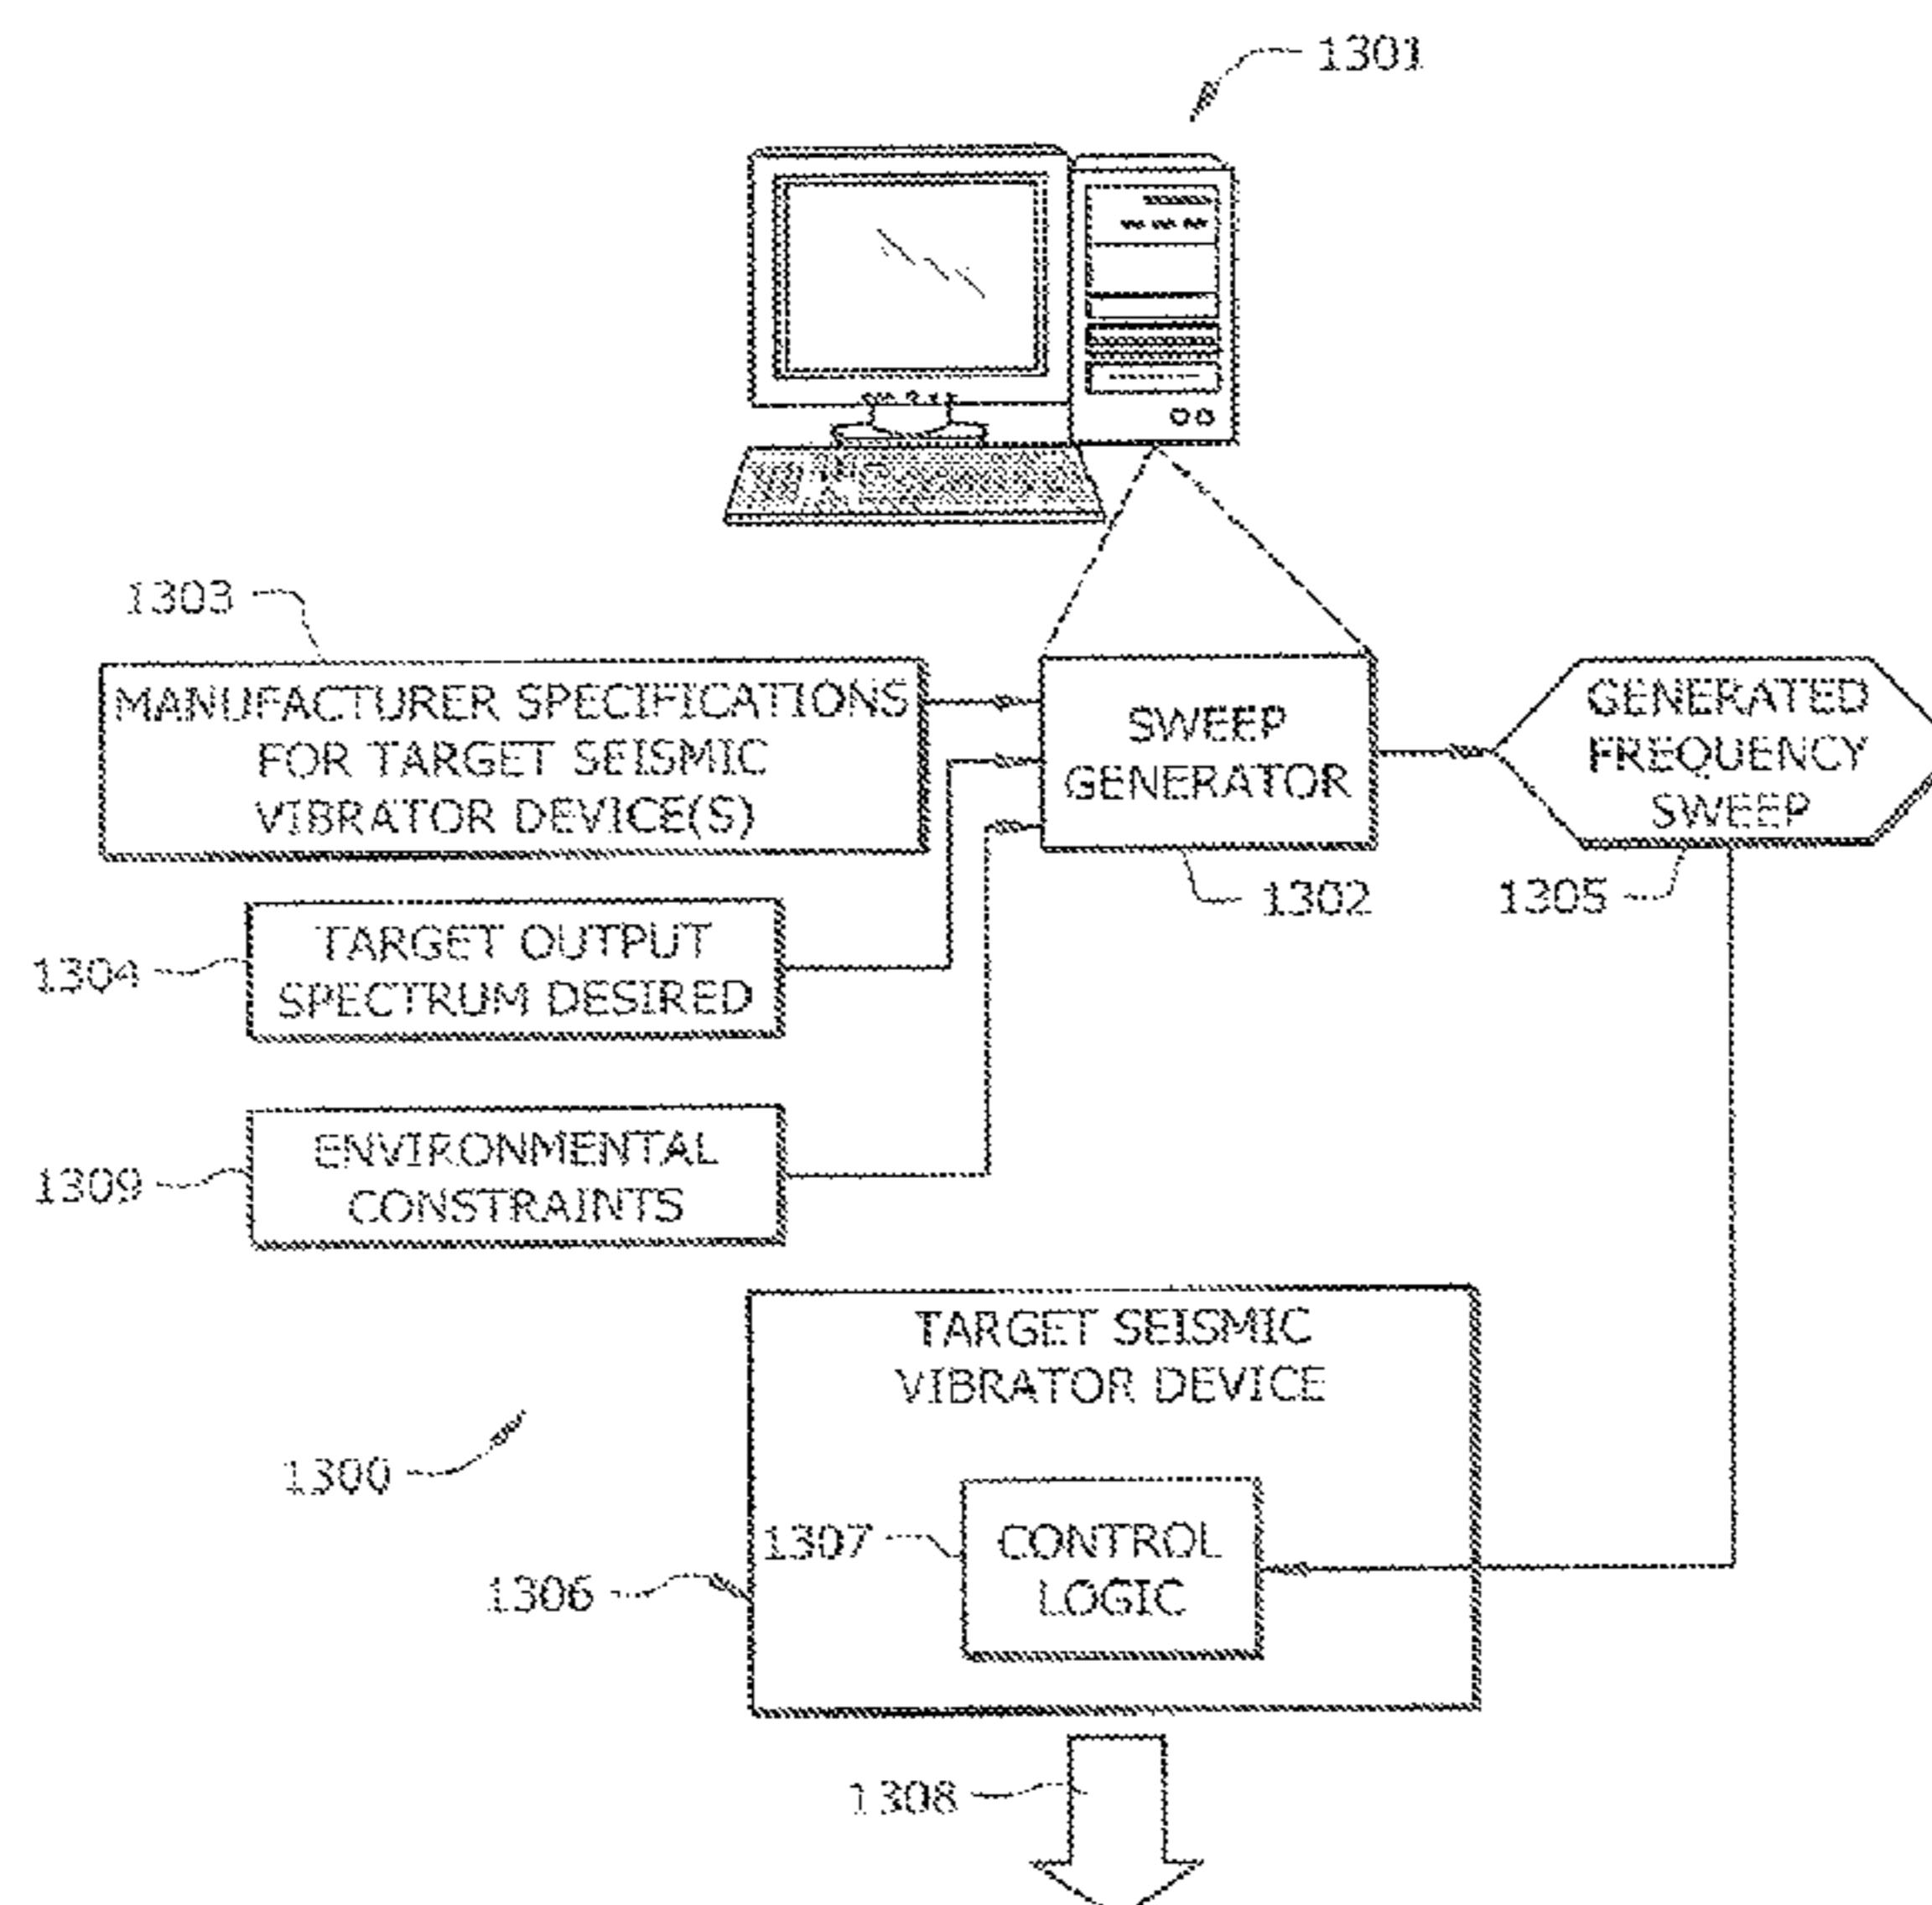 1301
1303
MANUFACTURER SPECIFICATIONS
FOR TARGET SEISMIC
VIBRATOR DEVICE(S)
SWEEP
GENERATOR
GENERATED
FREQUENCY
SWEEP
1302
1305
1304
TARGET OUTPUT
SPECTRUM DESIRED
1309
ENVIRONMENTAL
CONSTRAINTS
TARGET SEISMIC
VIBRATOR DEVICE
1300
1307
CONTROL
LOGIC
1306
1308